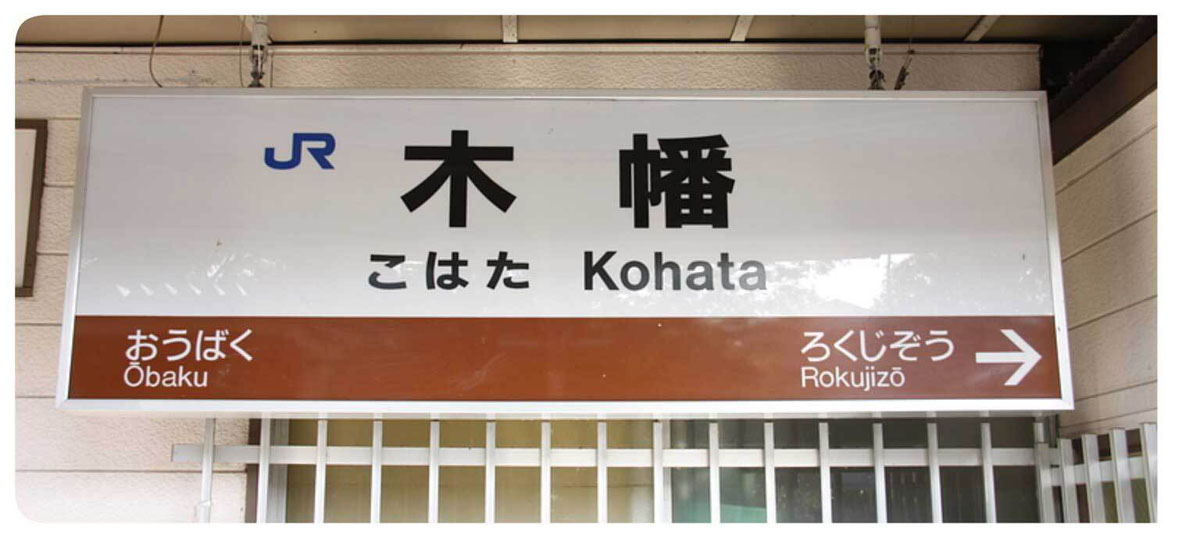 JR 木幡
こはた Kohata
おうばく ろくじぞう →
Ōbaku Rokujizō